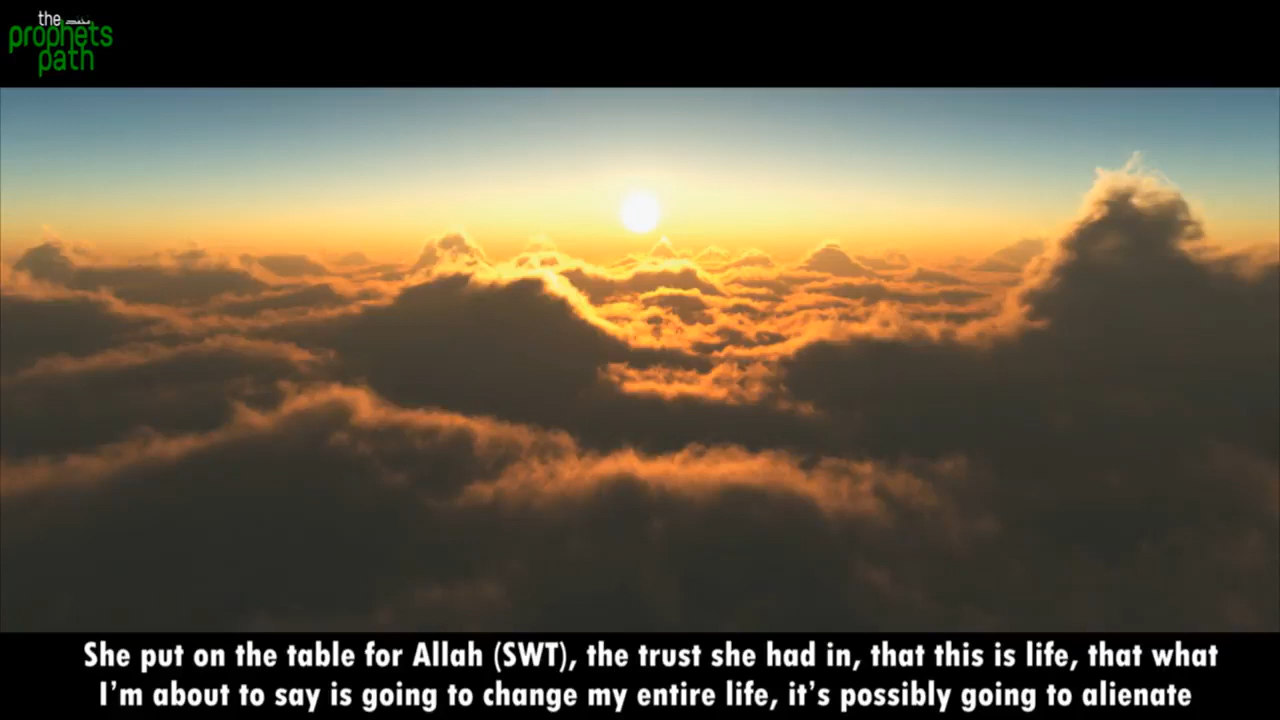 the محمد
prophets
path
She put on the table for Allah (SWT), the trust she had in, that this is life, that what
I'm about to say is going to change my entire life, it's possibly going to alienate